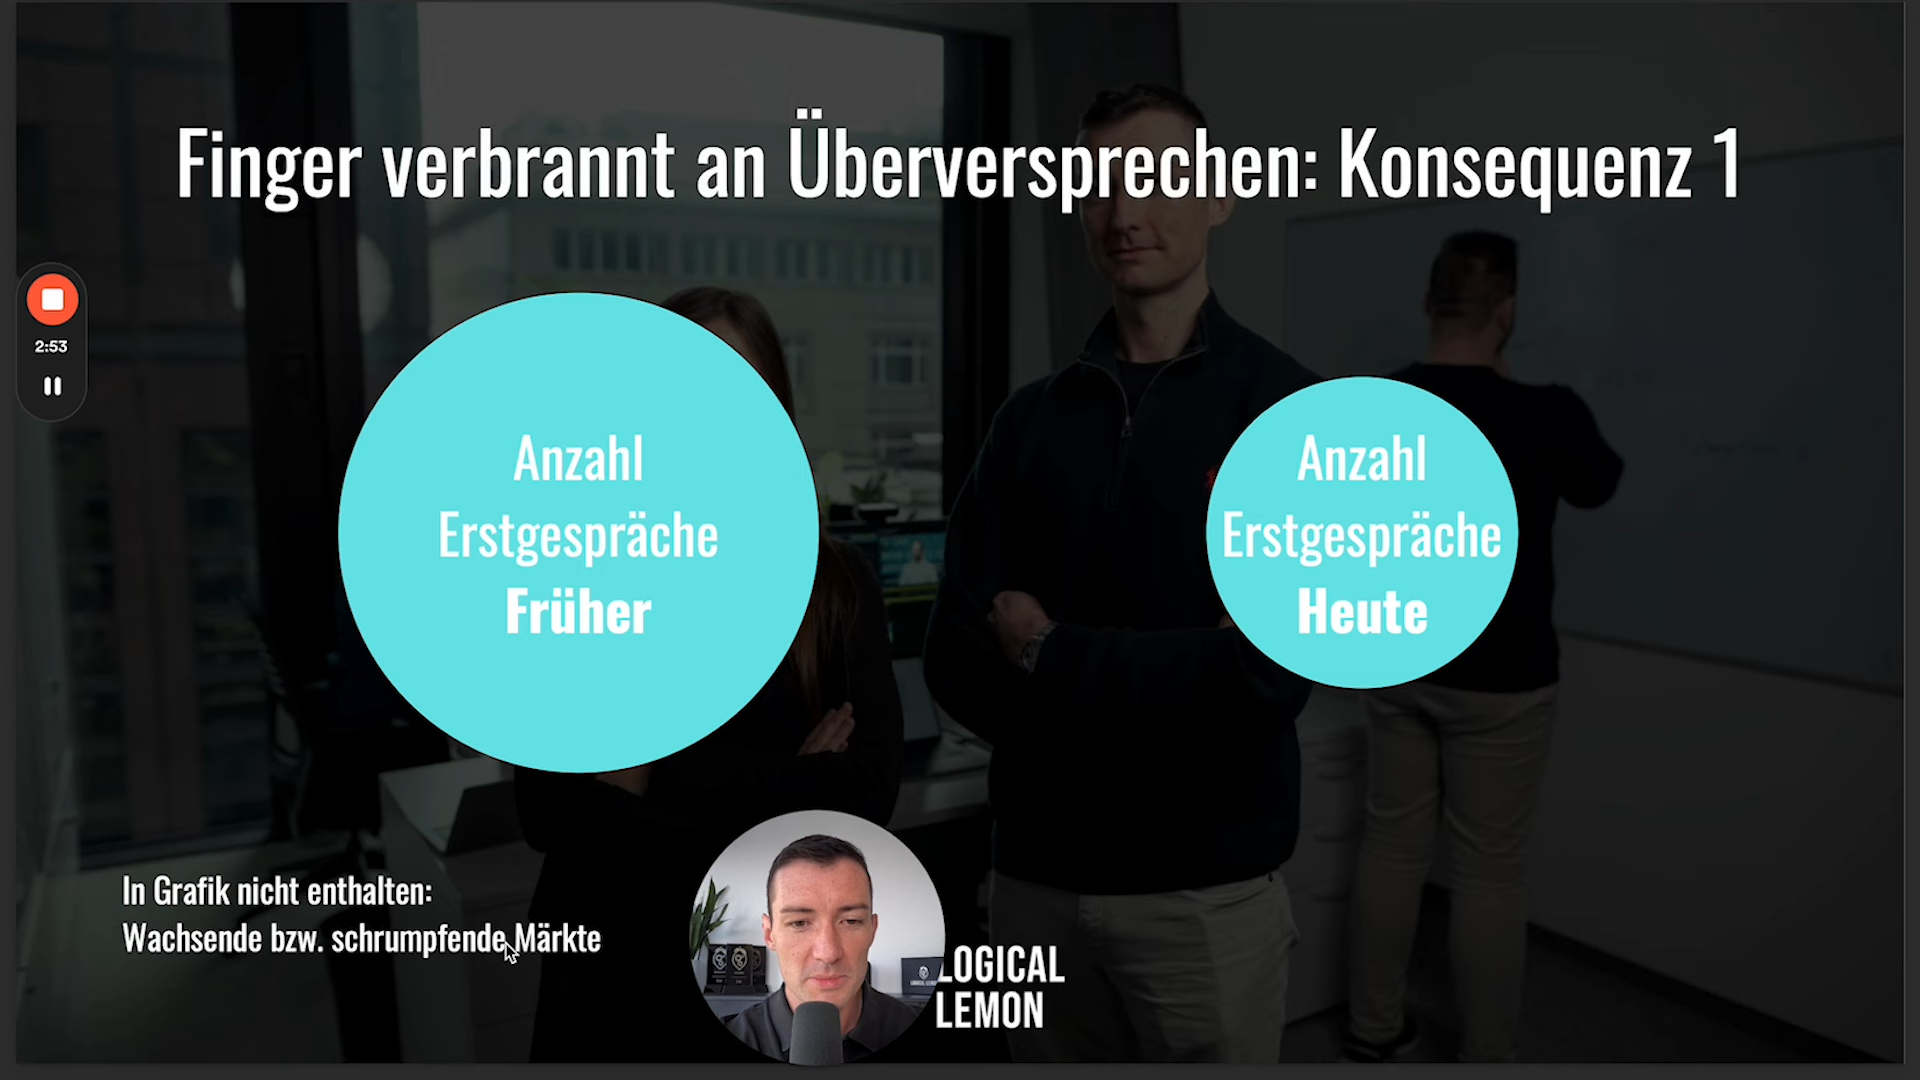 Finger verbrannt an Überversprechen: Konsequenz 1
2:53
Anzahl
Erstgespräche
Früher
Anzahl
Erstgespräche
Heute
In Grafik nicht enthalten:
Wachsende bzw. schrumpfende Märkte
LOGICAL
LEMON